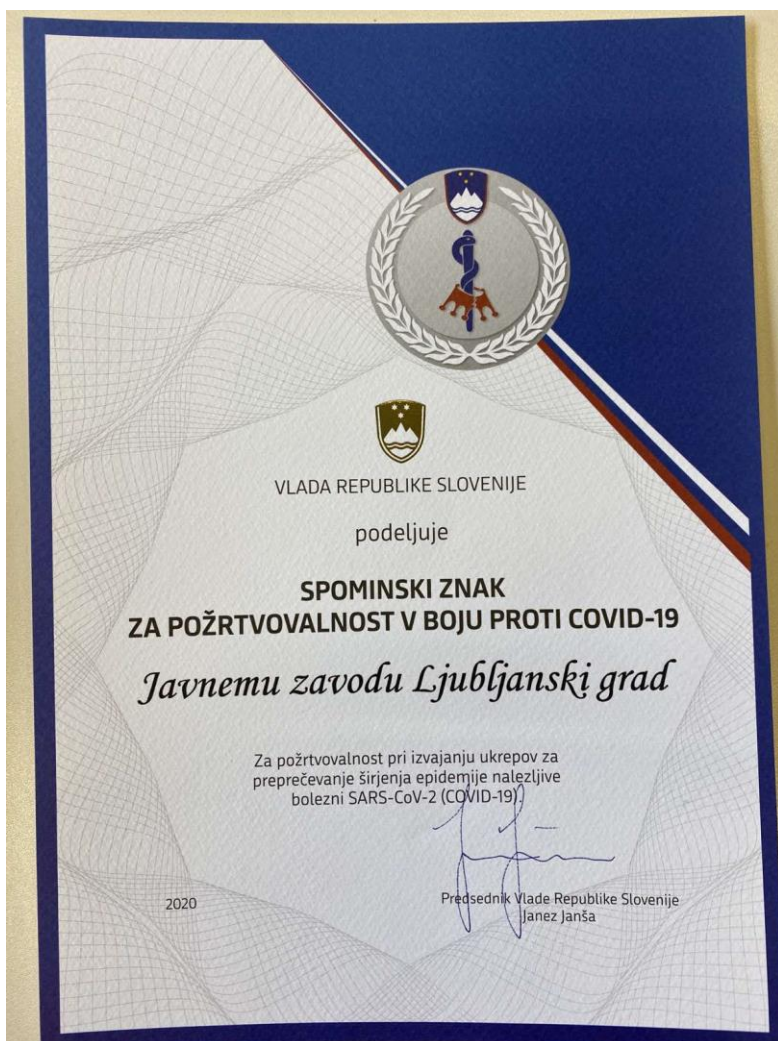 VLADA REPUBLIKE SLOVENIJE
podeljuje
SPOMINSKI ZNAK
ZA POŽRTVOVALNOST V BOJU PROTI COVID-19
Javnemu zavodu Ljubljanski grad
Za požrtvovalnost pri izvajanju ukrepov za
preprečevanje širjenja epidemije nalezljive
bolezni SARS-CoV-2 (COVID-19).
2020
Predsednik Vlade Republike Slovenije
Janez Janša